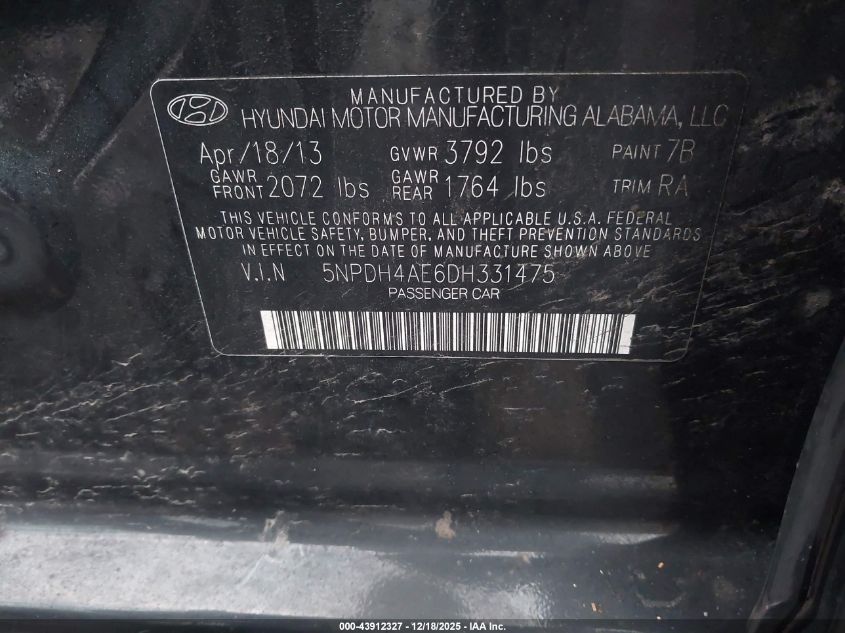 MANUFACTURED BY
HYUNDAI MOTOR MANUFACTURING ALABAMA, LLC
Apr/18/13 GVWR 3792 lbs PAINT 7B
GAWR FRONT 2072 lbs GAWR REAR 1764 lbs TRIM RA
THIS VEHICLE CONFORMS TO ALL APPLICABLE U.S.A. FEDERAL
MOTOR VEHICLE SAFETY, BUMPER, AND THEFT PREVENTION STANDARDS
IN EFFECT ON THE DATE OF MANUFACTURE SHOWN ABOVE
V.I.N 5NPDH4AE6DH331475
PASSENGER CAR
000-43912327 - 12/18/2025 - IAA Inc.